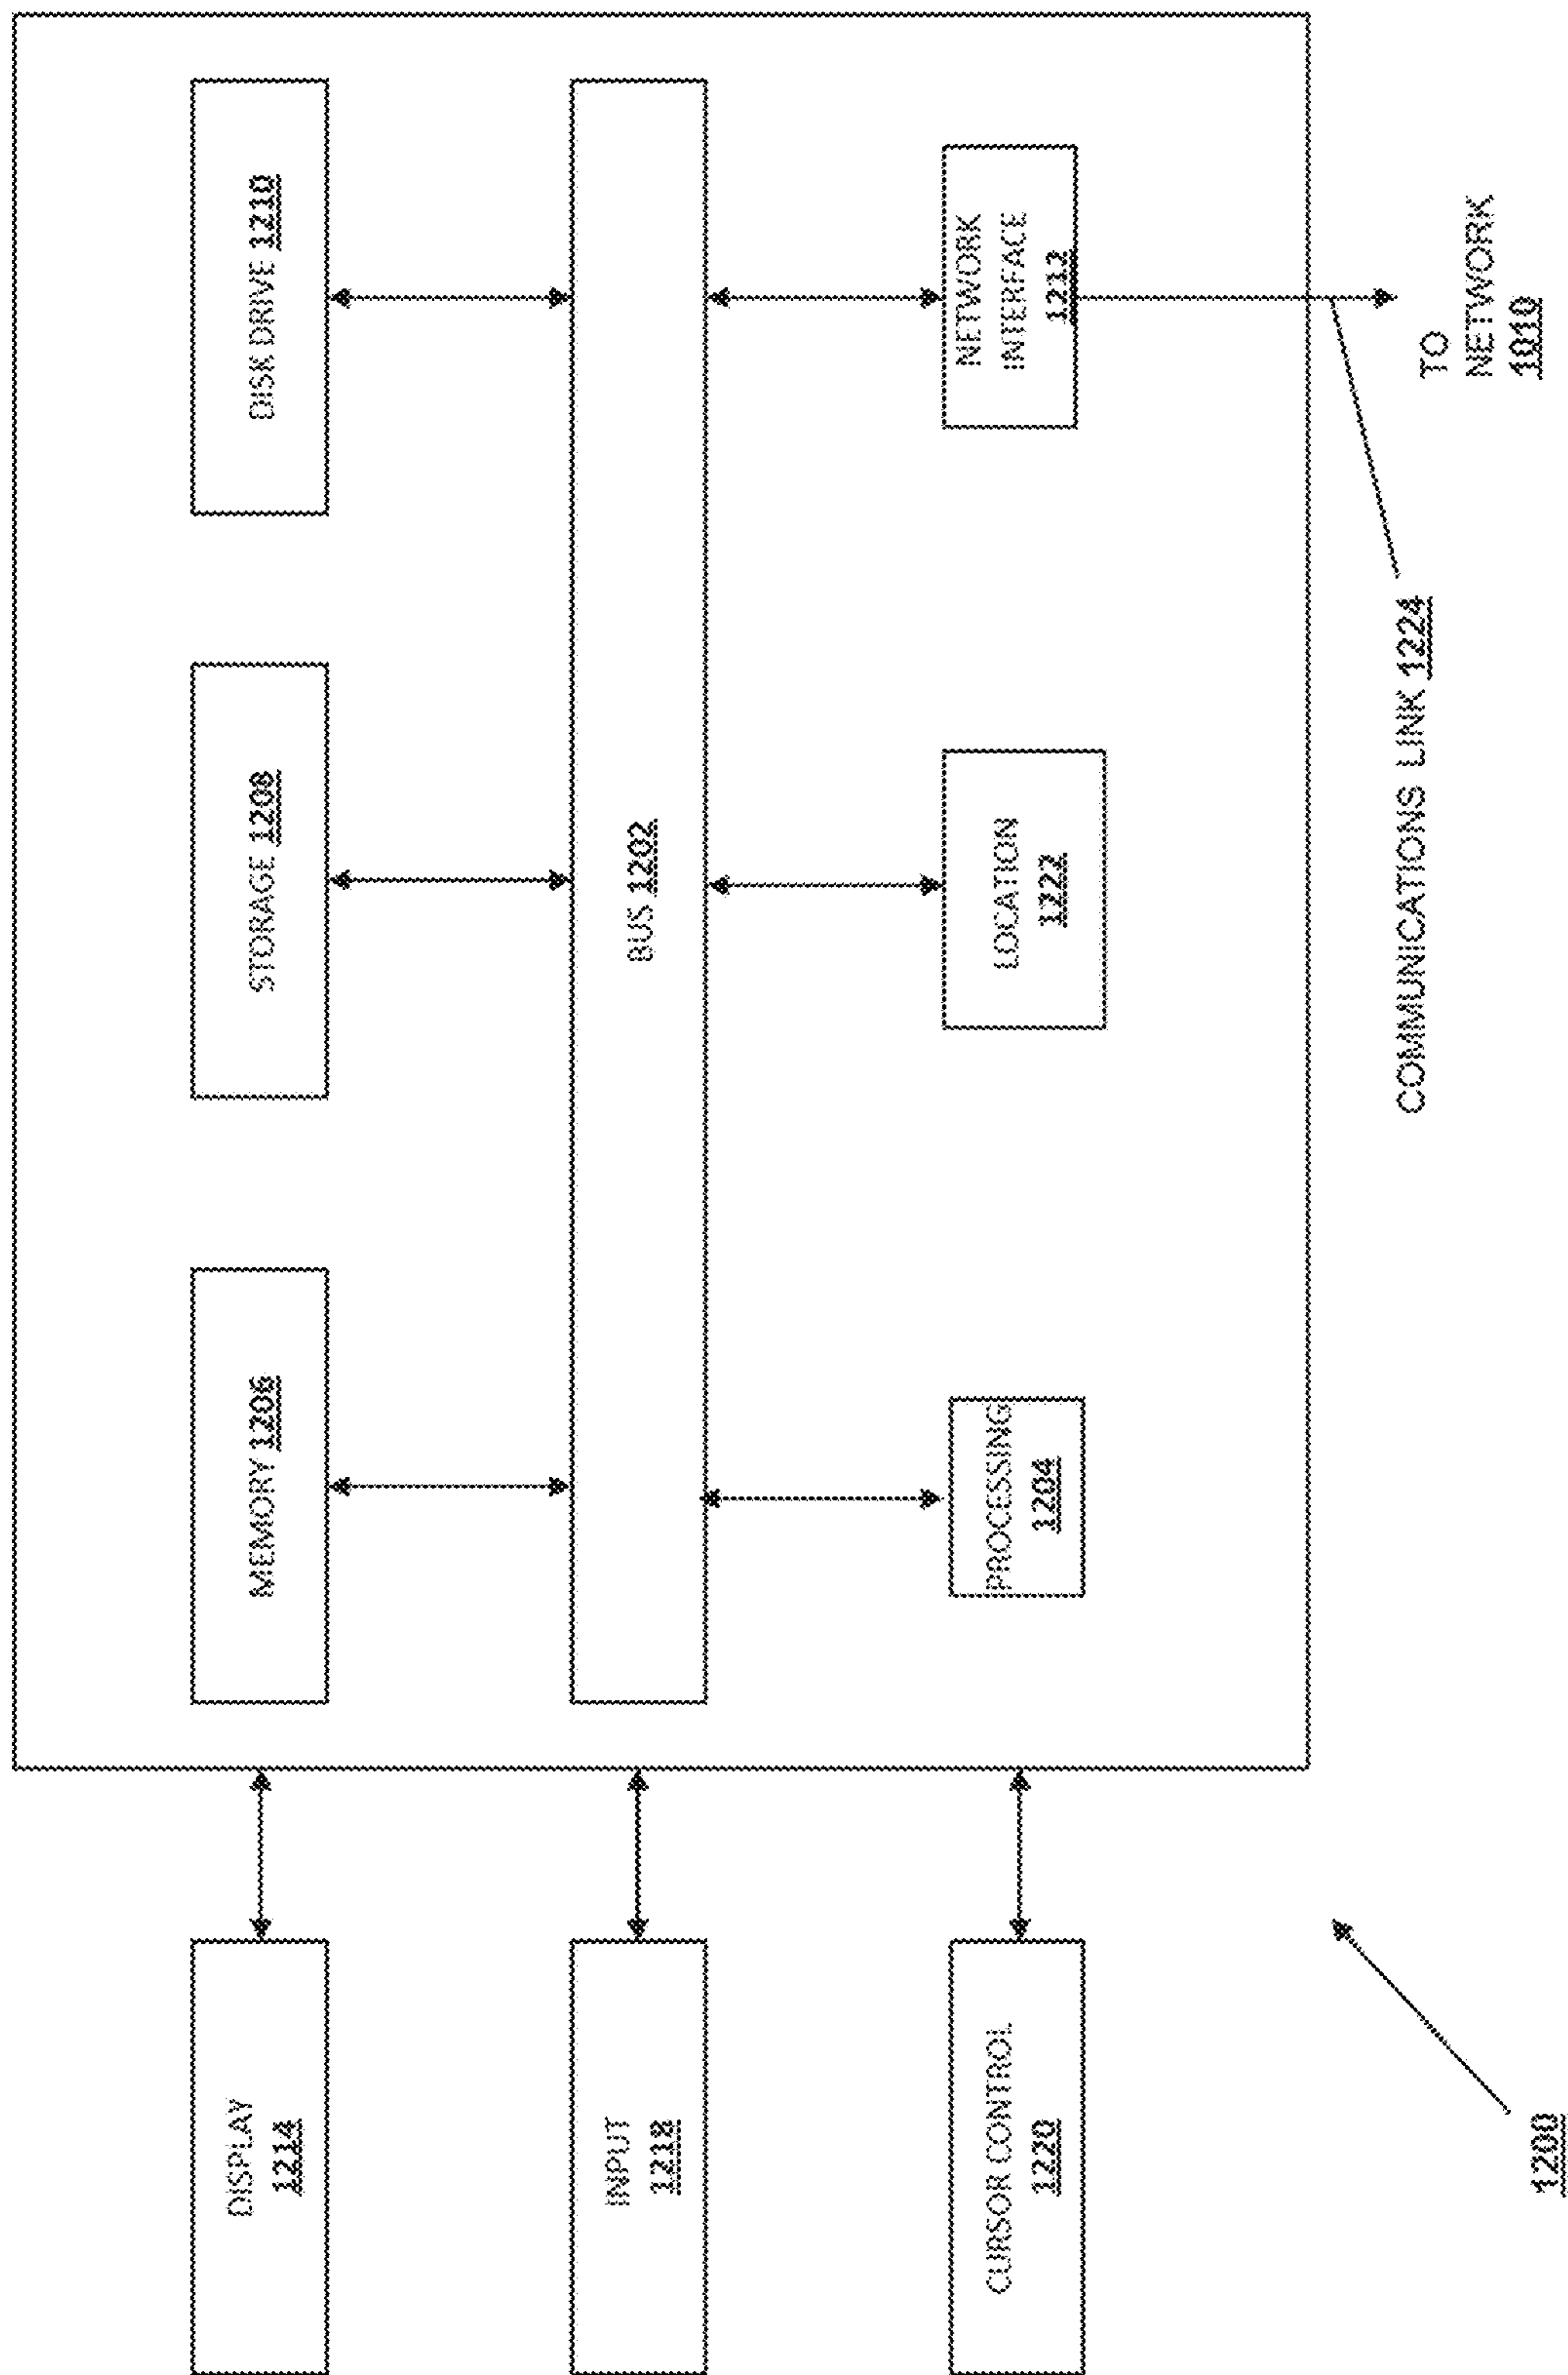 DISPLAY
1214
INPUT
1218
CURSOR CONTROL
1220
MEMORY 1206
STORAGE 1208
DISK DRIVE 1210
BUS 1202
PROCESSING
1204
LOCATION
1222
NETWORK
INTERFACE
1212
COMMUNICATIONS LINK 1224
TO
NETWORK
1010
1200